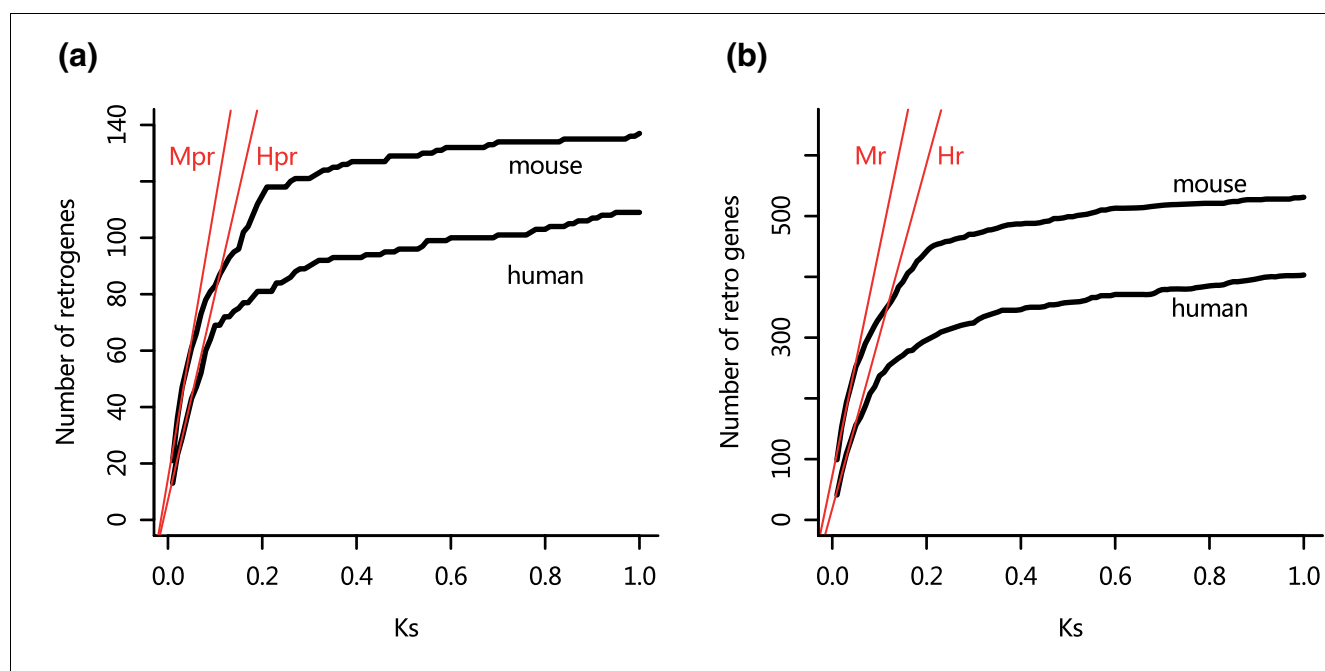 (a)
Number of retrogenes
140
100
80
60
40
20
0
Mpr
Hpr
mouse
human
0.0 0.2 0.4 0.6 0.8 1.0
Ks
(b)
Number of retro genes
500
300
100
0
Mr
Hr
mouse
human
0.0 0.2 0.4 0.6 0.8 1.0
Ks